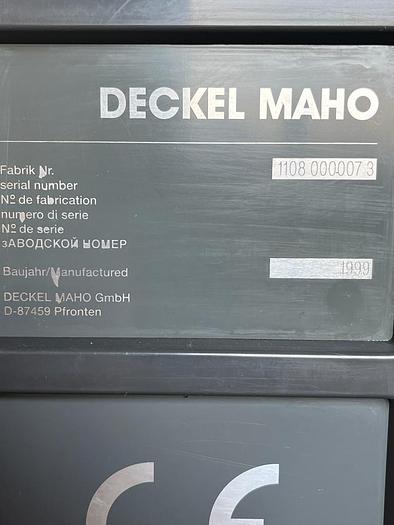 DECKEL MAHO
Fabrik Nr. 1108 000007 3
serial number
Nº de fabrication
numero di serie
Nº de serie
зАВОДСКОЙ НОМЕР
Baujahr/Manufactured 1999
DECKEL MAHO GmbH
D-87459 Pfronten
CE